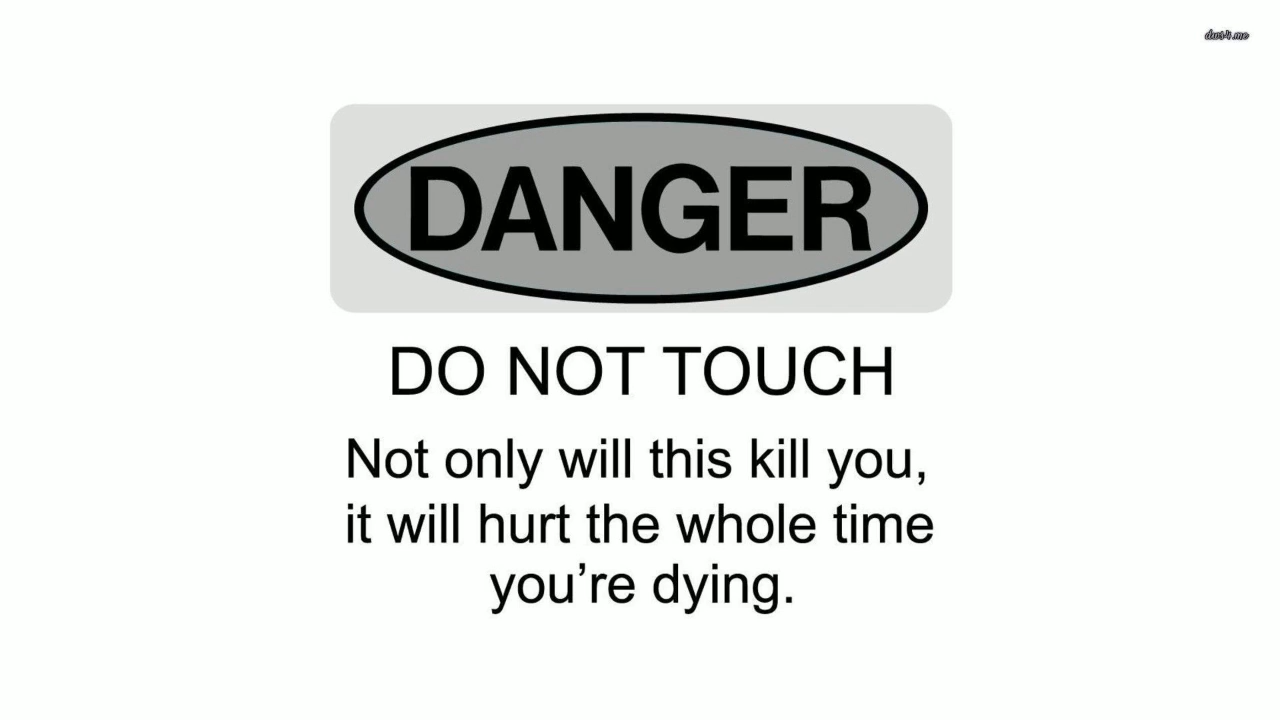 DANGER
DO NOT TOUCH
Not only will this kill you,
it will hurt the whole time
you’re dying.